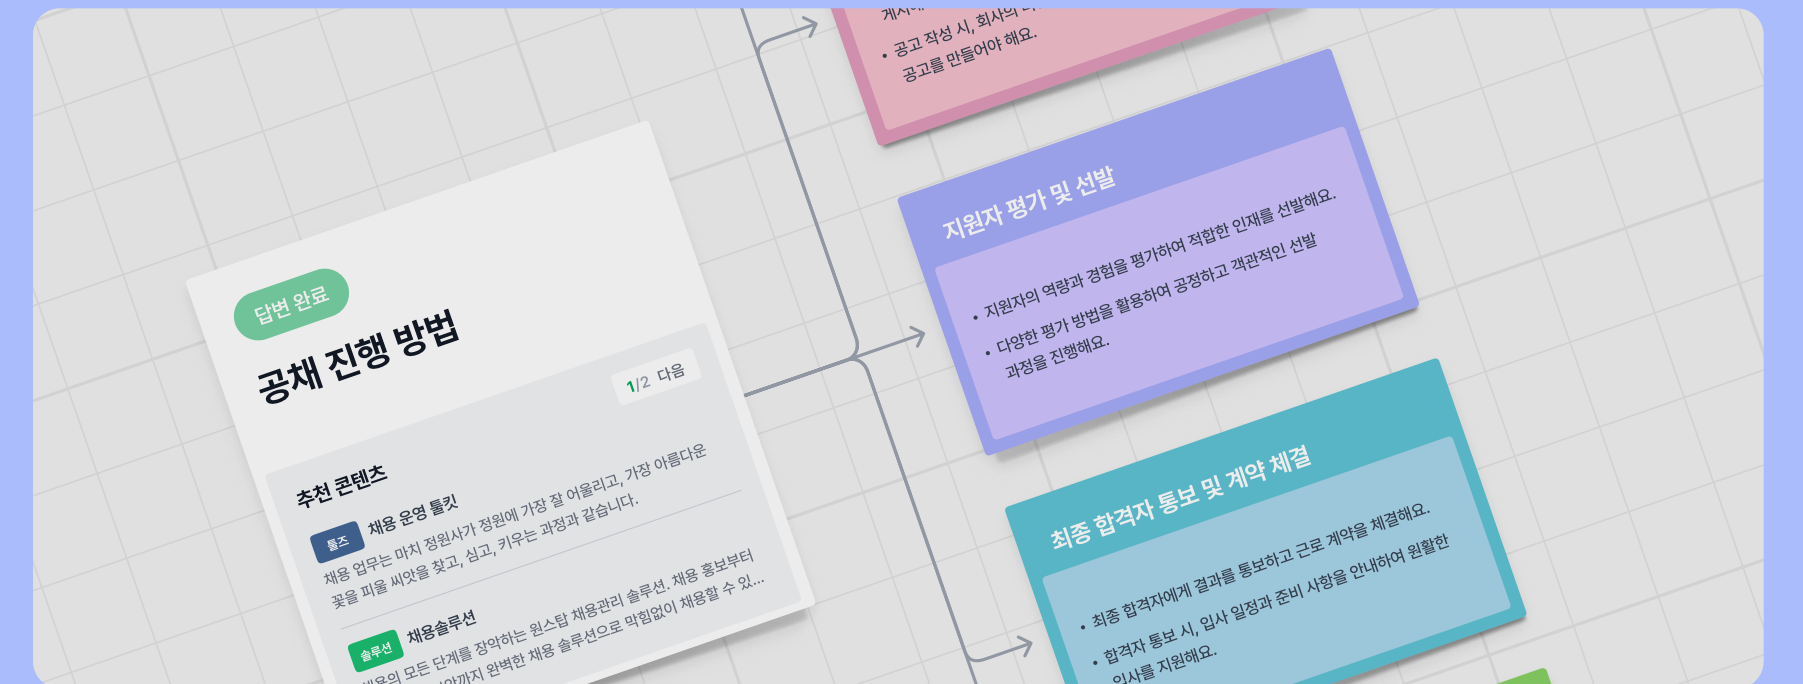 공고 작성 시, 회사의
공고를 만들어야 해요.
지원자 평가 및 선발
지원자의 역량과 경험을 평가하여 적합한 인재를 선발해요.
다양한 평가 방법을 활용하여 공정하고 객관적인 선발
과정을 진행해요.
답변 완료
공채 진행 방법
1/2 다음
추천 콘텐츠
툴즈 채용 운영 툴킷
채용 업무는 마치 정원사가 정원에 가장 잘 어울리고, 가장 아름다운
꽃을 피울 씨앗을 찾고, 심고, 키우는 과정과 같습니다.
솔루션 채용솔루션
채용의 모든 단계를 장악하는 원스탑 채용관리 솔루션. 채용 홍보부터
완벽한 채용 솔루션으로 막힘없이 채용할 수 있...
최종 합격자 통보 및 계약 체결
최종 합격자에게 결과를 통보하고 근로 계약을 체결해요.
합격자 통보 시, 입사 일정과 준비 사항을 안내하여 원활한
입사를 지원해요.